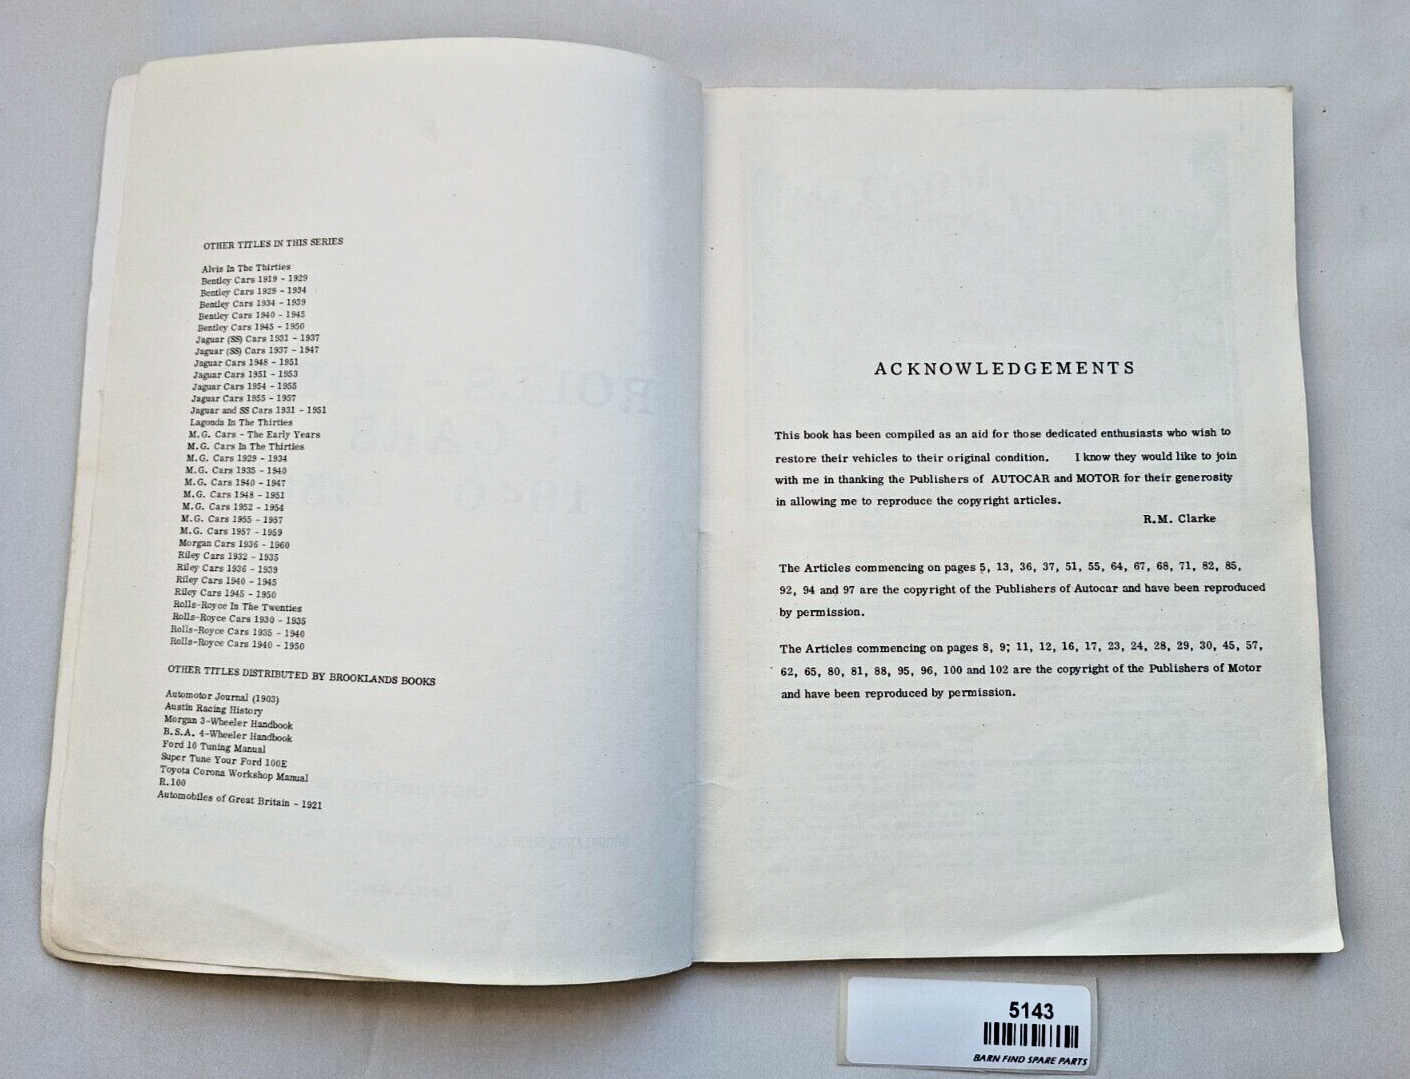 OTHER TITLES IN THIS SERIES
Alvis In The Thirties
Bentley Cars 1919 - 1929
Bentley Cars 1929 - 1934
Bentley Cars 1934 - 1939
Bentley Cars 1940 - 1945
Bentley Cars 1945 - 1950
Jaguar (SS) Cars 1931 - 1937
Jaguar (SS) Cars 1937 - 1947
Jaguar Cars 1948 - 1951
Jaguar Cars 1951 - 1953
Jaguar Cars 1954 - 1955
Jaguar Cars 1955 - 1957
Jaguar and SS Cars 1931 - 1951
Lagonda In The Thirties
M.G. Cars - The Early Years
M.G. Cars In The Thirties
M.G. Cars 1929 - 1934
M.G. Cars 1935 - 1940
M.G. Cars 1940 - 1947
M.G. Cars 1948 - 1951
M.G. Cars 1952 - 1954
M.G. Cars 1955 - 1957
M.G. Cars 1957 - 1959
Morgan Cars 1936 - 1960
Riley Cars 1932 - 1935
Riley Cars 1936 - 1939
Riley Cars 1940 - 1945
Riley Cars 1945 - 1950
Rolls-Royce In The Twenties
Rolls-Royce Cars 1930 - 1935
Rolls-Royce Cars 1935 - 1940
Rolls-Royce Cars 1940 - 1950
OTHER TITLES DISTRIBUTED BY BROOKLANDS BOOKS
Automotor Journal (1903)
Austin Racing History
Morgan 3-Wheeler Handbook
B.S.A. 4-Wheeler Handbook
Ford 10 Tuning Manual
Super Tune Your Ford 100E
Toyota Corona Workshop Manual
R.100
Automobiles of Great Britain - 1921
ACKNOWLEDGEMENTS
This book has been compiled as an aid for those dedicated enthusiasts who wish to
restore their vehicles to their original condition. I know they would like to join
with me in thanking the Publishers of AUTOCAR and MOTOR for their generosity
in allowing me to reproduce the copyright articles.
R.M. Clarke
The Articles commencing on pages 5, 13, 36, 37, 51, 55, 64, 67, 68, 71, 82, 85,
92, 94 and 97 are the copyright of the Publishers of Autocar and have been reproduced
by permission.
The Articles commencing on pages 8, 9; 11, 12, 16, 17, 23, 24, 28, 29, 30, 45, 57,
62, 65, 80, 81, 88, 95, 96, 100 and 102 are the copyright of the Publishers of Motor
and have been reproduced by permission.
5143
BARN FIND SPARE PARTS